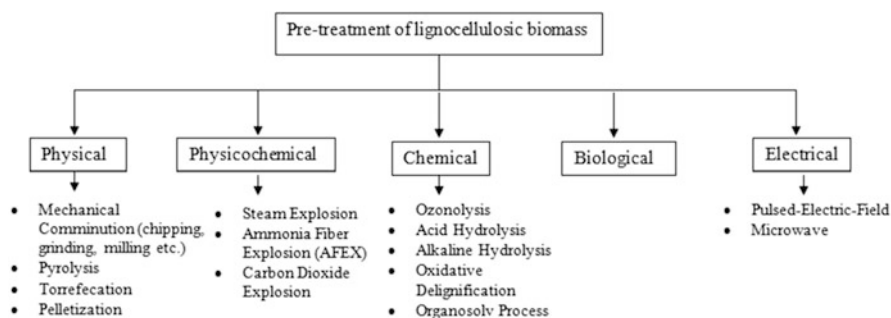 Pre-treatment of lignocellulosic biomass
Physical
Physicochemical
Chemical
Biological
Electrical
• Mechanical
Comminution (chipping,
grinding, milling etc.)
• Pyrolysis
• Torrefecation
• Pelletization
• Steam Explosion
• Ammonia Fiber
Explosion (AFEX)
• Carbon Dioxide
Explosion
• Ozonolysis
• Acid Hydrolysis
• Alkaline Hydrolysis
• Oxidative
Delignification
• Organosolv Process
• Pulsed-Electric-Field
• Microwave